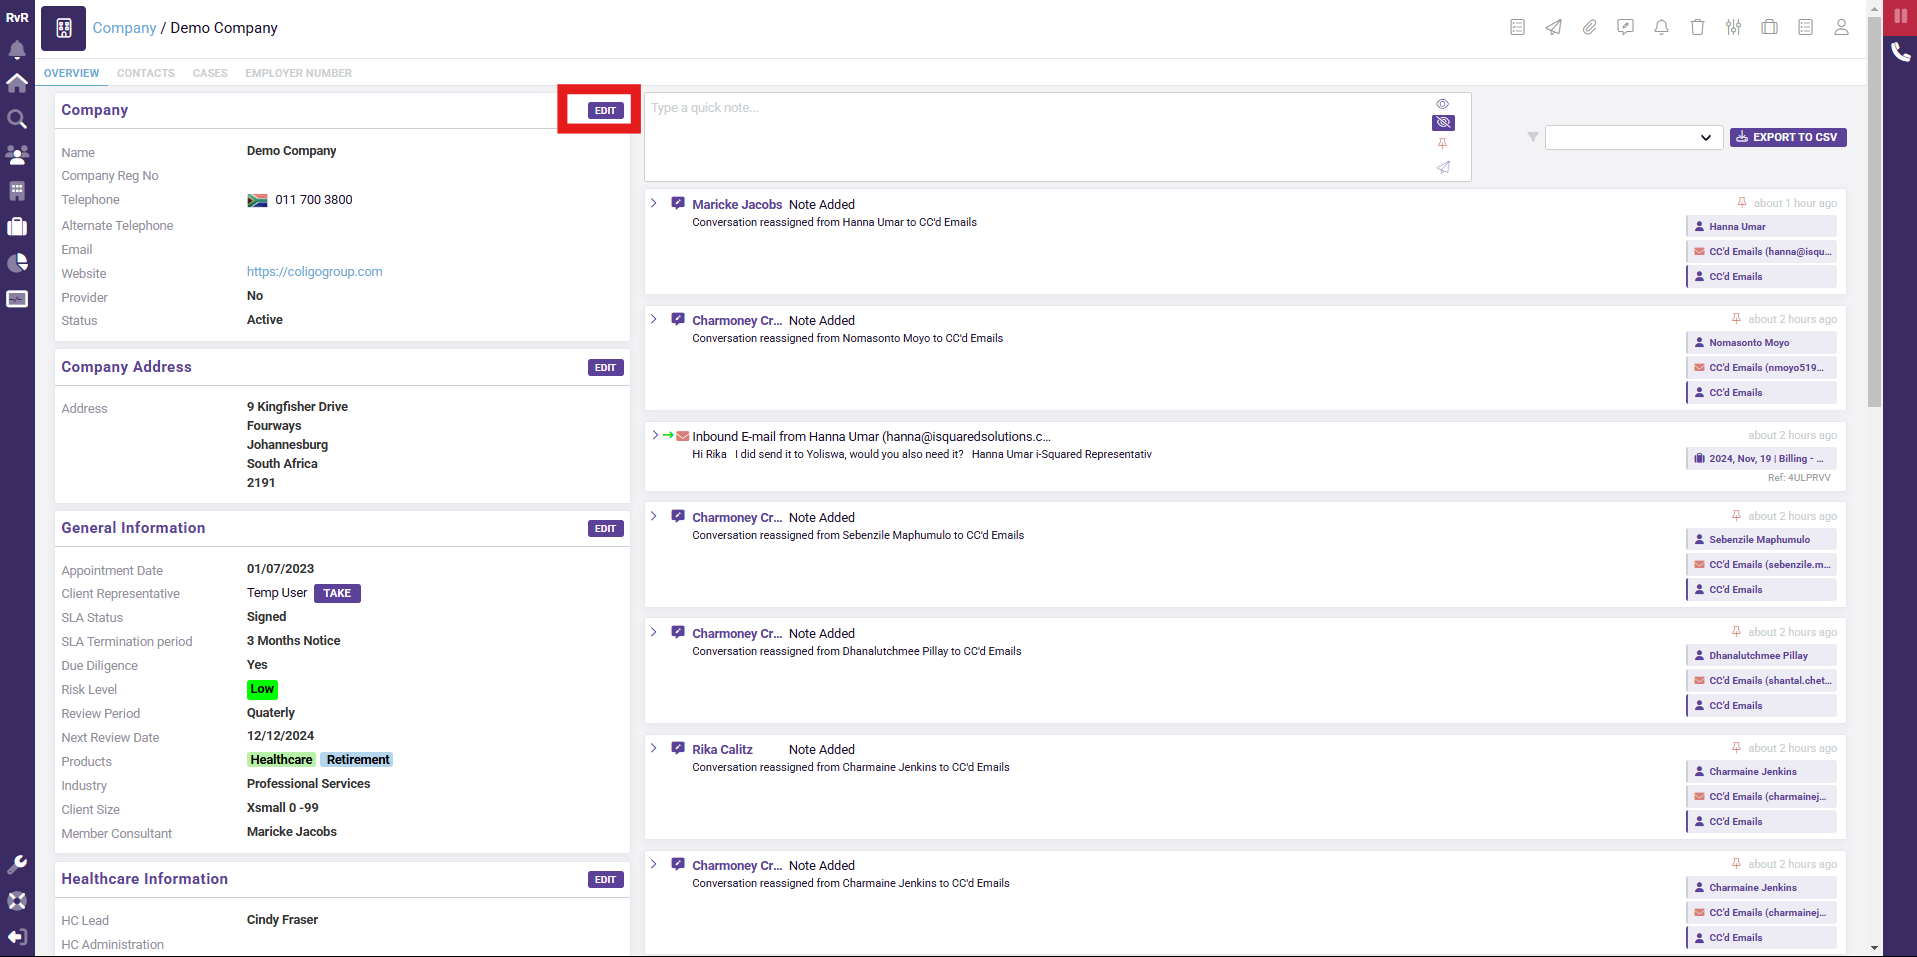 RvR
Company / Demo Company
OVERVIEW CONTACTS CASES EMPLOYER NUMBER
Company EDIT
Name Demo Company
Company Reg No
Telephone 011 700 3800
Alternate Telephone
Email
Website https://coligogroup.com
Provider No
Status Active
Company Address EDIT
Address 9 Kingfisher Drive
Fourways
Johannesburg
South Africa
2191
General Information EDIT
Appointment Date 01/07/2023
Client Representative Temp User TAKE
SLA Status Signed
SLA Termination period 3 Months Notice
Due Diligence Yes
Risk Level Low
Review Period Quaterly
Next Review Date 12/12/2024
Products Healthcare Retirement
Industry Professional Services
Client Size Xsmall 0 -99
Member Consultant Maricke Jacobs
Healthcare Information EDIT
HC Lead Cindy Fraser
HC Administration
Type a quick note...
EXPORT TO CSV
Maricke Jacobs Note Added about 1 hour ago
Conversation reassigned from Hanna Umar to CC'd Emails
Hanna Umar
CC'd Emails (hanna@isqu...
CC'd Emails
Charmoney Cr... Note Added about 2 hours ago
Conversation reassigned from Nomasonto Moyo to CC'd Emails
Nomasonto Moyo
CC'd Emails (nmoyo519...
CC'd Emails
Inbound E-mail from Hanna Umar (hanna@isquaredsolutions.c... about 2 hours ago
Hi Rika I did send it to Yoliswa, would you also need it? Hanna Umar i-Squared Representativ
2024, Nov, 19 | Billing - ...
Ref: 4ULPRVV
Charmoney Cr... Note Added about 2 hours ago
Conversation reassigned from Sebenzile Maphumulo to CC'd Emails
Sebenzile Maphumulo
CC'd Emails (sebenzile.m...
CC'd Emails
Charmoney Cr... Note Added about 2 hours ago
Conversation reassigned from Dhanalutchmee Pillay to CC'd Emails
Dhanalutchmee Pillay
CC'd Emails (shantal.chet...
CC'd Emails
Rika Calitz Note Added about 2 hours ago
Conversation reassigned from Charmaine Jenkins to CC'd Emails
Charmaine Jenkins
CC'd Emails (charmainej...
CC'd Emails
Charmoney Cr... Note Added about 2 hours ago
Conversation reassigned from Charmaine Jenkins to CC'd Emails
Charmaine Jenkins
CC'd Emails (charmainej...
CC'd Emails